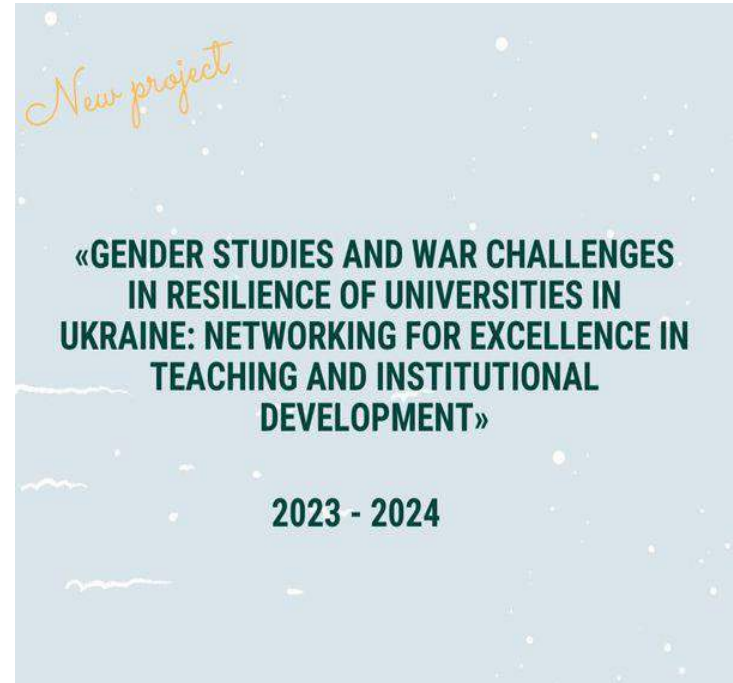 New project
«GENDER STUDIES AND WAR CHALLENGES
IN RESILIENCE OF UNIVERSITIES IN
UKRAINE: NETWORKING FOR EXCELLENCE IN
TEACHING AND INSTITUTIONAL
DEVELOPMENT»
2023 - 2024